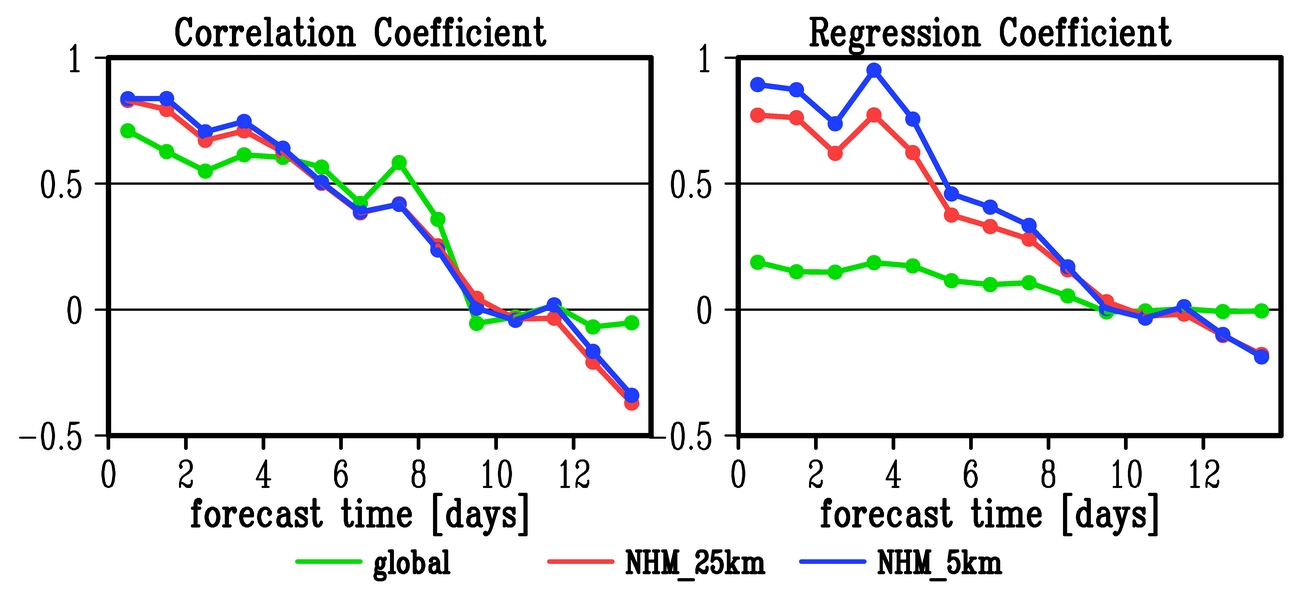 Correlation Coefficient
1
0.5
0
−0.5
0 2 4 6 8 10 12
forecast time [days]
Regression Coefficient
1
0.5
0
−0.5
0 2 4 6 8 10 12
forecast time [days]
global NHM_25km NHM_5km